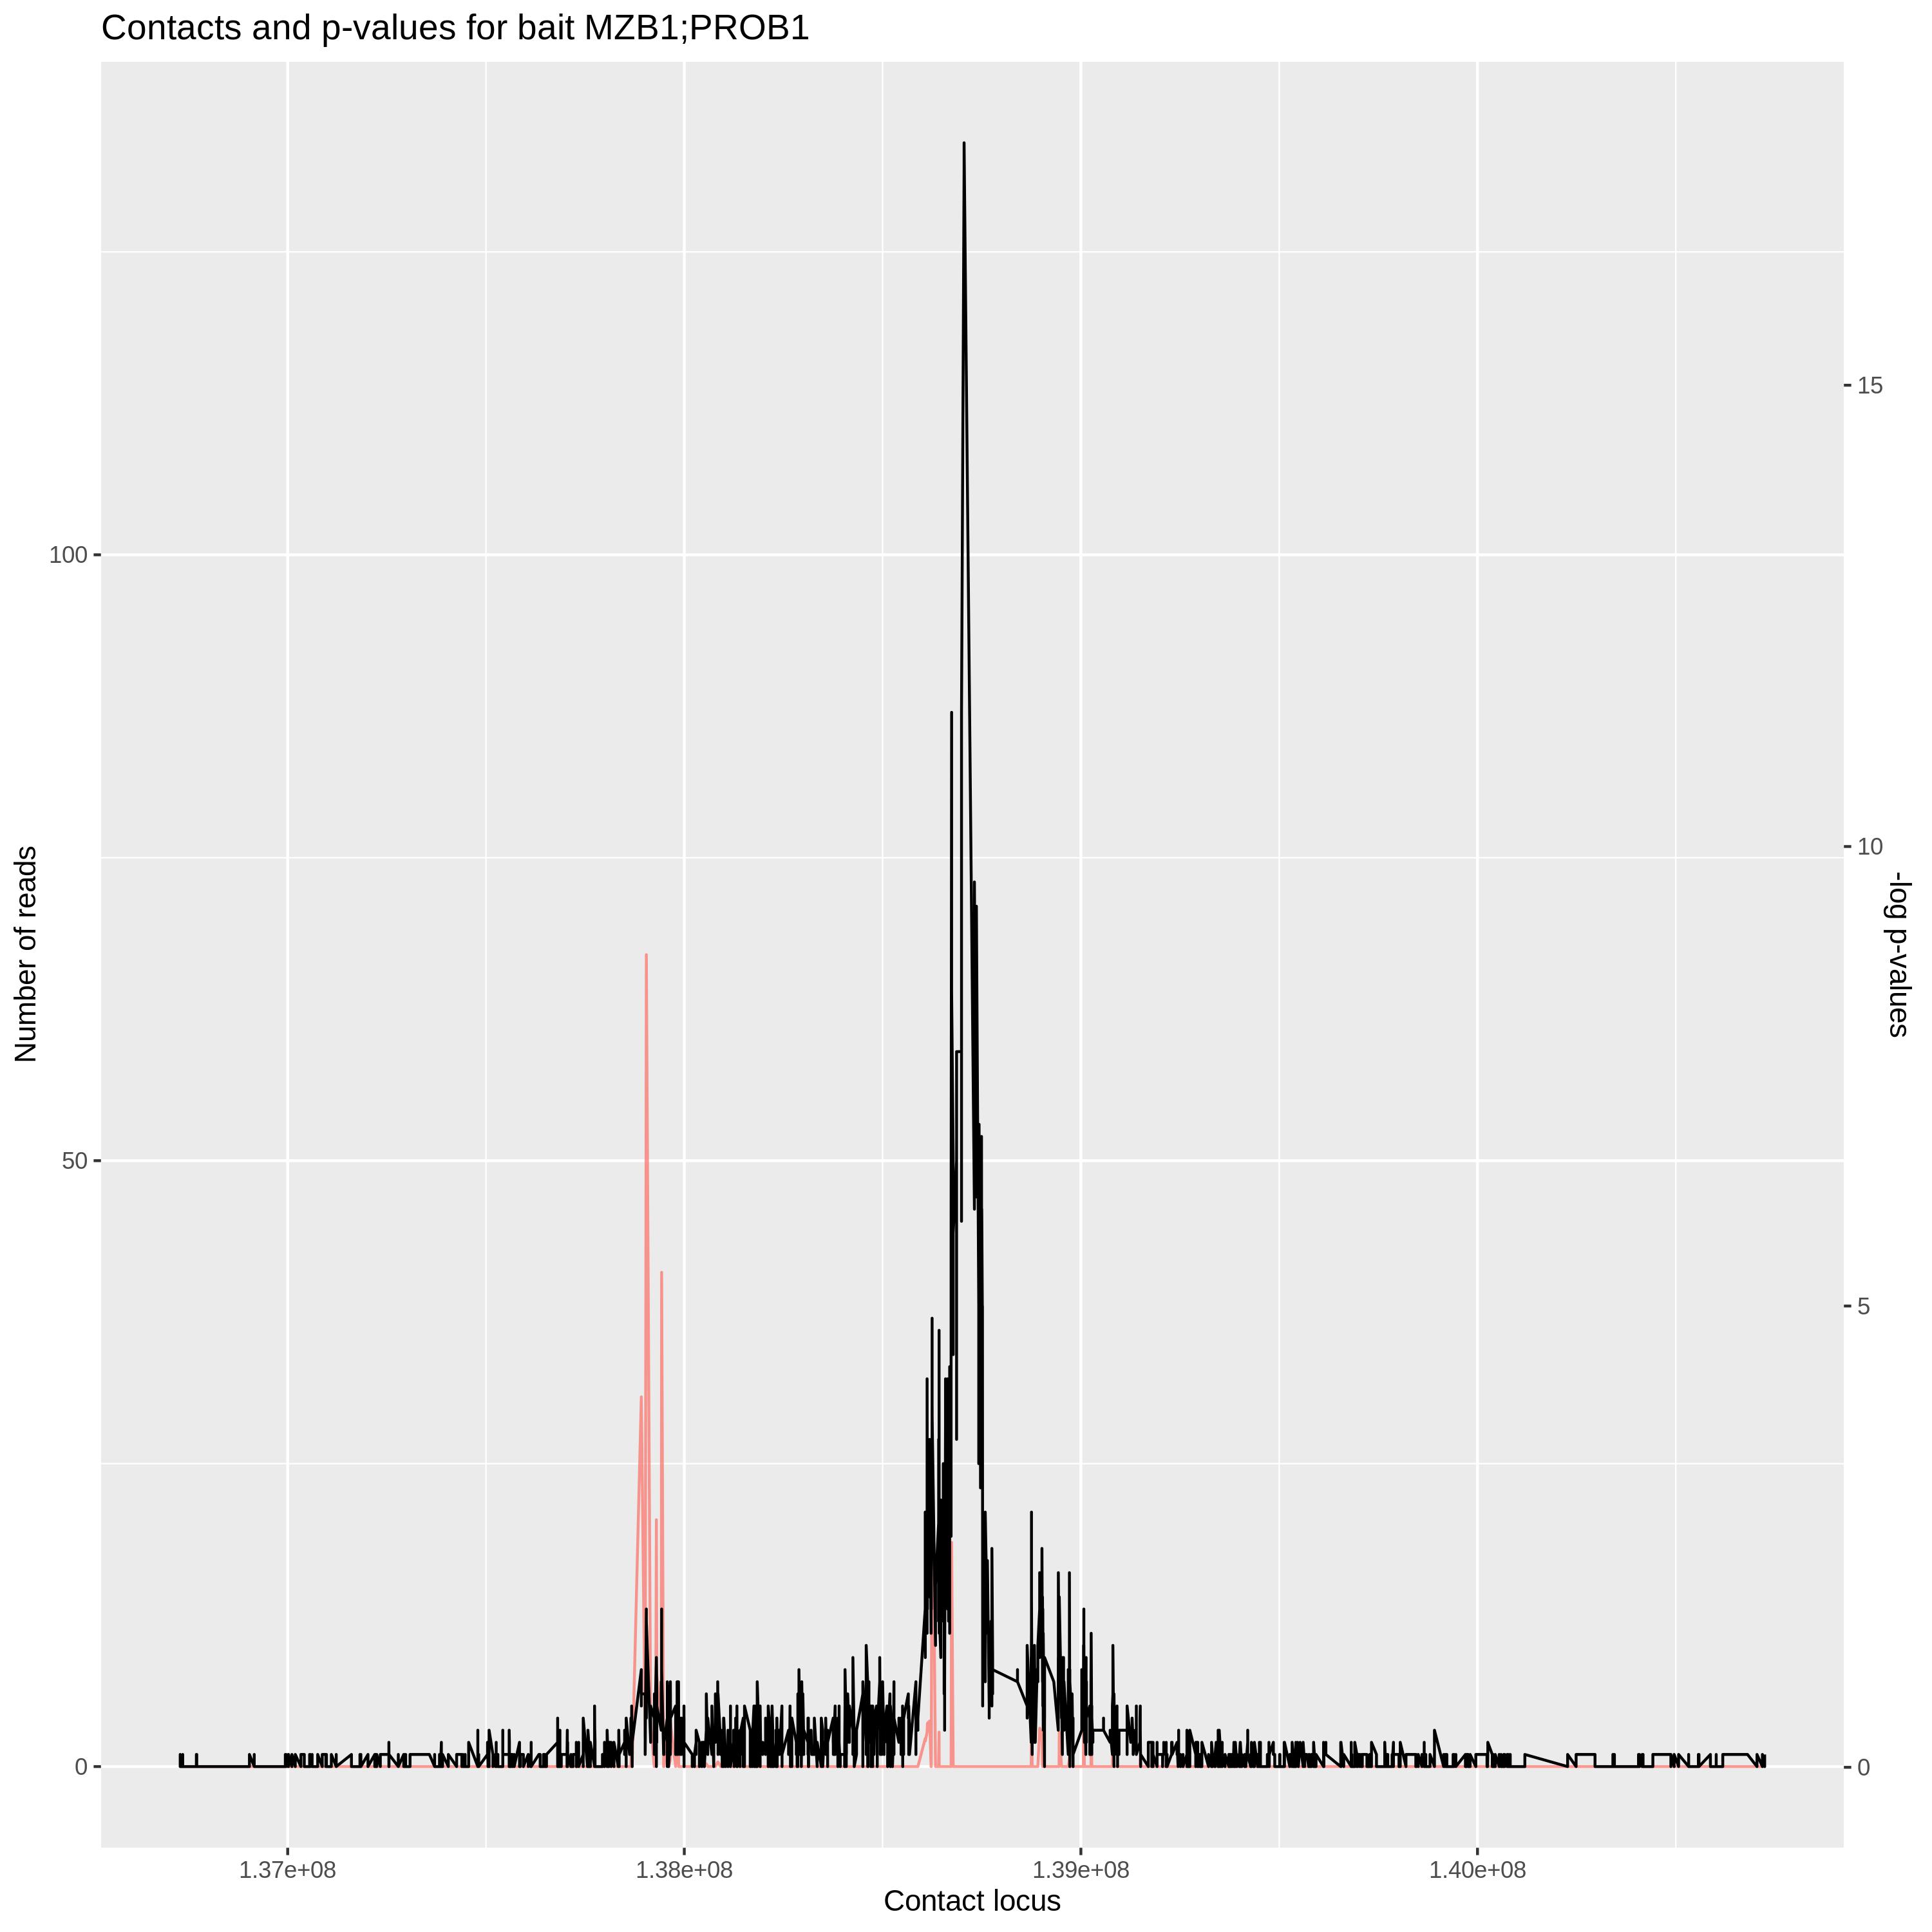 Contacts and p-values for bait MZB1;PROB1
Number of reads
100
50
0
15
10
5
0
-log p-values
1.37e+08 1.38e+08 1.39e+08 1.40e+08
Contact locus